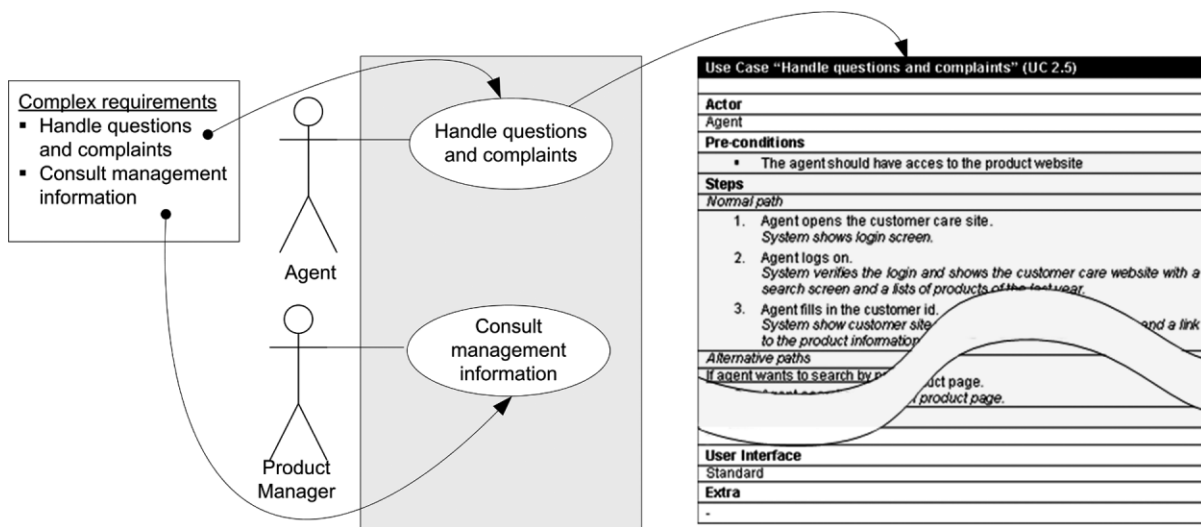 Complex requirements
▪ Handle questions
and complaints
▪ Consult management
information
Agent
Product
Manager
Handle questions
and complaints
Consult
management
information
Use Case “Handle questions and complaints” (UC 2.5)
Actor
Agent
Pre-conditions
▪ The agent should have acces to the product website
Steps
Normal path
1. Agent opens the customer care site.
System shows login screen.
2. Agent logs on.
System verifies the login and shows the customer care website with a
search screen and a lists of products of the last year.
3. Agent fills in the customer id.
System show customer site and a link
to the product information
Alternative paths
If agent wants to search by
page.
product page.
User Interface
Standard
Extra
-